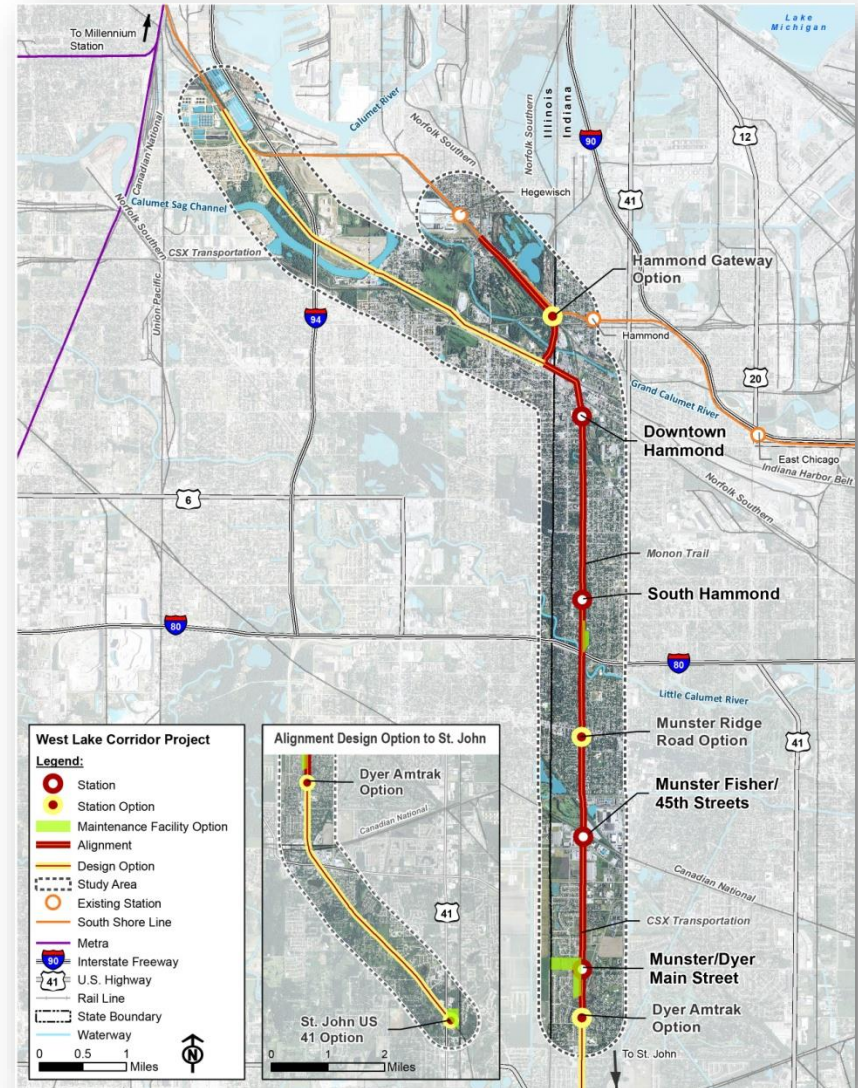 To Millennium
Station
Lake
Michigan
Canadian National
Norfolk Southern
Calumet River
Norfolk Southern
Norfolk Southern
Illinois
Indiana
90
12
41
Calumet Sag Channel
Hegewisch
CSX Transportation
Union Pacific
94
Hammond Gateway
Option
Hammond
20
Grand Calumet River
East Chicago
Indiana Harbor Belt
Norfolk Southern
Downtown
Hammond
6
Monon Trail
South Hammond
80
80
Little Calumet River
Munster Ridge
Road Option
41
Munster Fisher/
45th Streets
Canadian National
CSX Transportation
Munster/Dyer
Main Street
Dyer Amtrak
Option
To St. John
West Lake Corridor Project
Legend:
Station
Station Option
Maintenance Facility Option
Alignment
Design Option
Study Area
Existing Station
South Shore Line
Metra
90 Interstate Freeway
41 U.S. Highway
Rail Line
State Boundary
Waterway
0 0.5 1
Miles
N
Alignment Design Option to St. John
Dyer Amtrak
Option
Canadian National
41
St. John US
41 Option
0 1 2
Miles